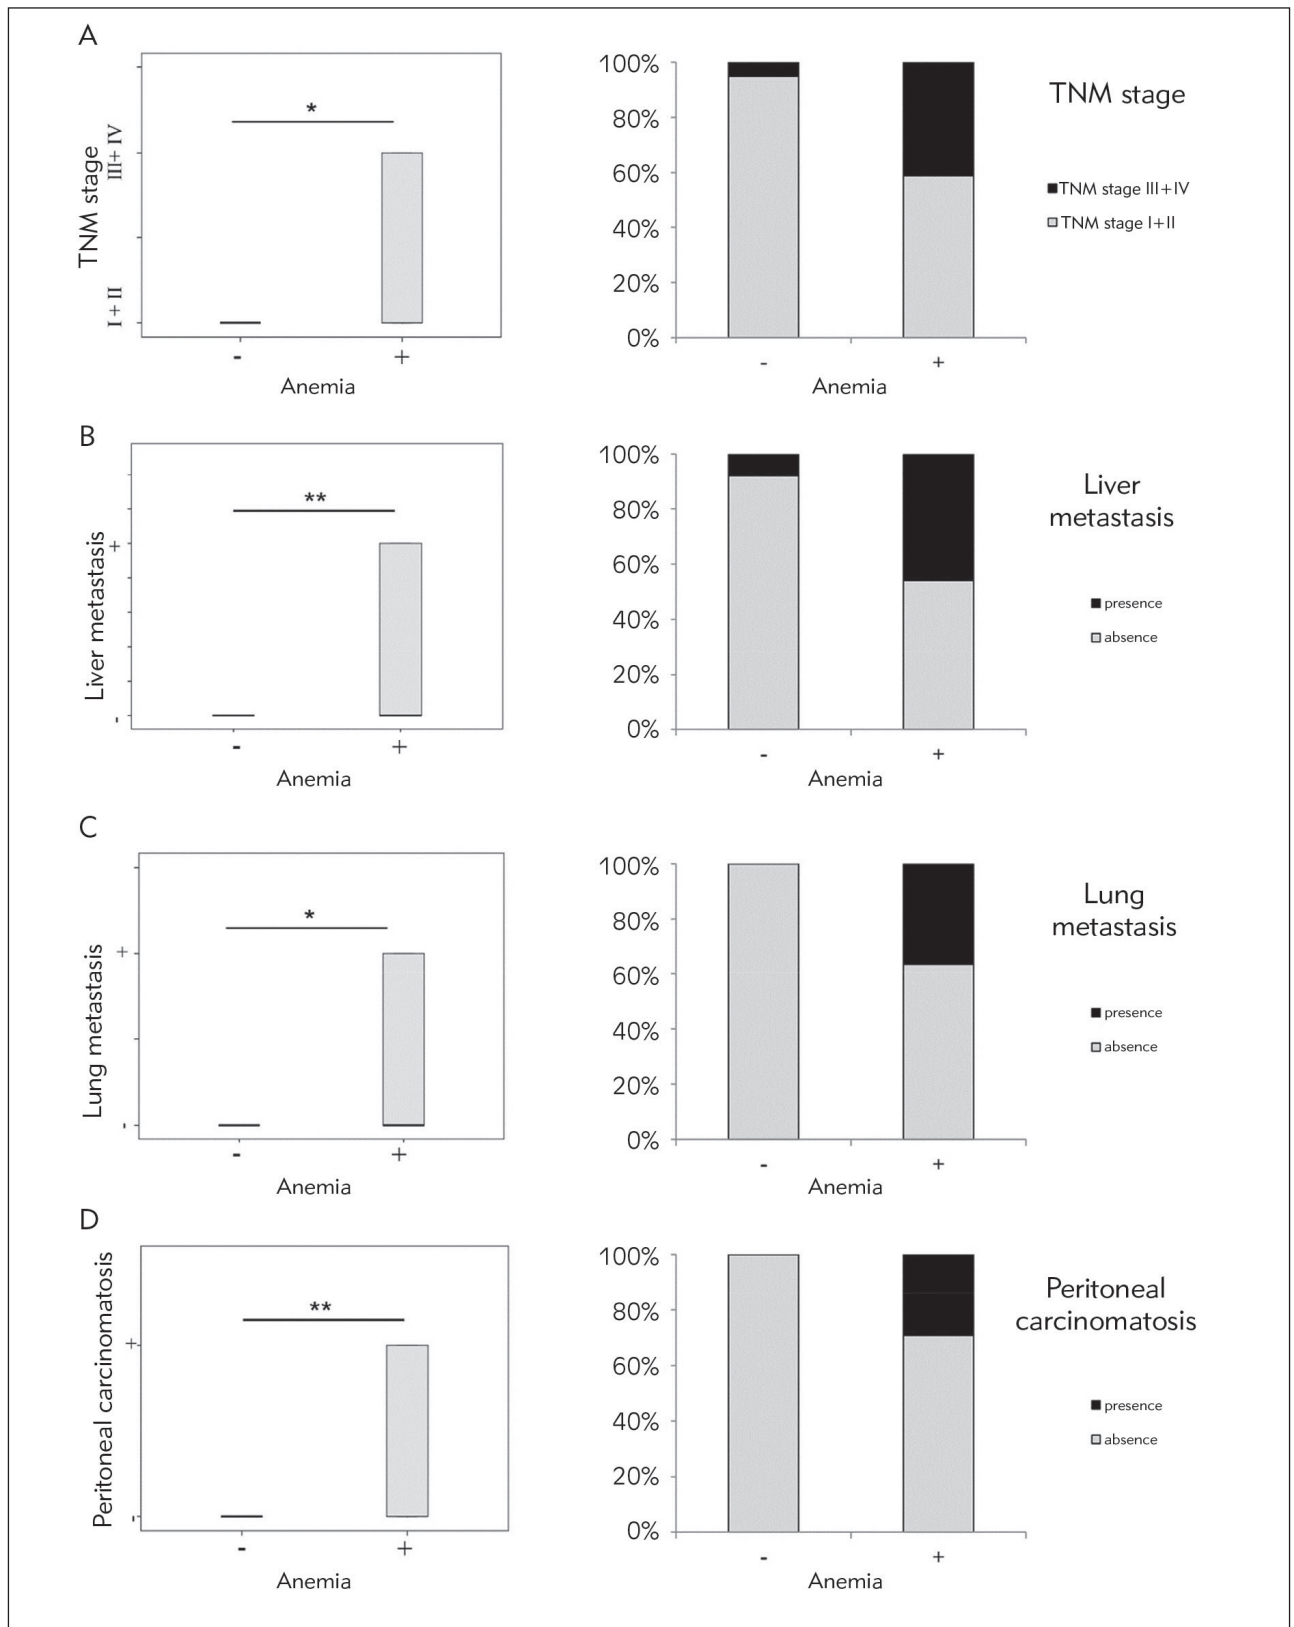 A
TNM stage
III+ IV
I + II
*
-
+
Anemia
100%
80%
60%
40%
20%
0%
-
+
Anemia
TNM stage
TNM stage III+IV
TNM stage I+II
B
Liver metastasis
+
-
**
-
+
Anemia
100%
80%
60%
40%
20%
0%
-
+
Anemia
Liver
metastasis
presence
absence
C
Lung metastasis
+
-
*
-
+
Anemia
100%
80%
60%
40%
20%
0%
-
+
Anemia
Lung
metastasis
presence
absence
D
Peritoneal carcinomatosis
+
-
**
-
+
Anemia
100%
80%
60%
40%
20%
0%
-
+
Anemia
Peritoneal
carcinomatosis
presence
absence